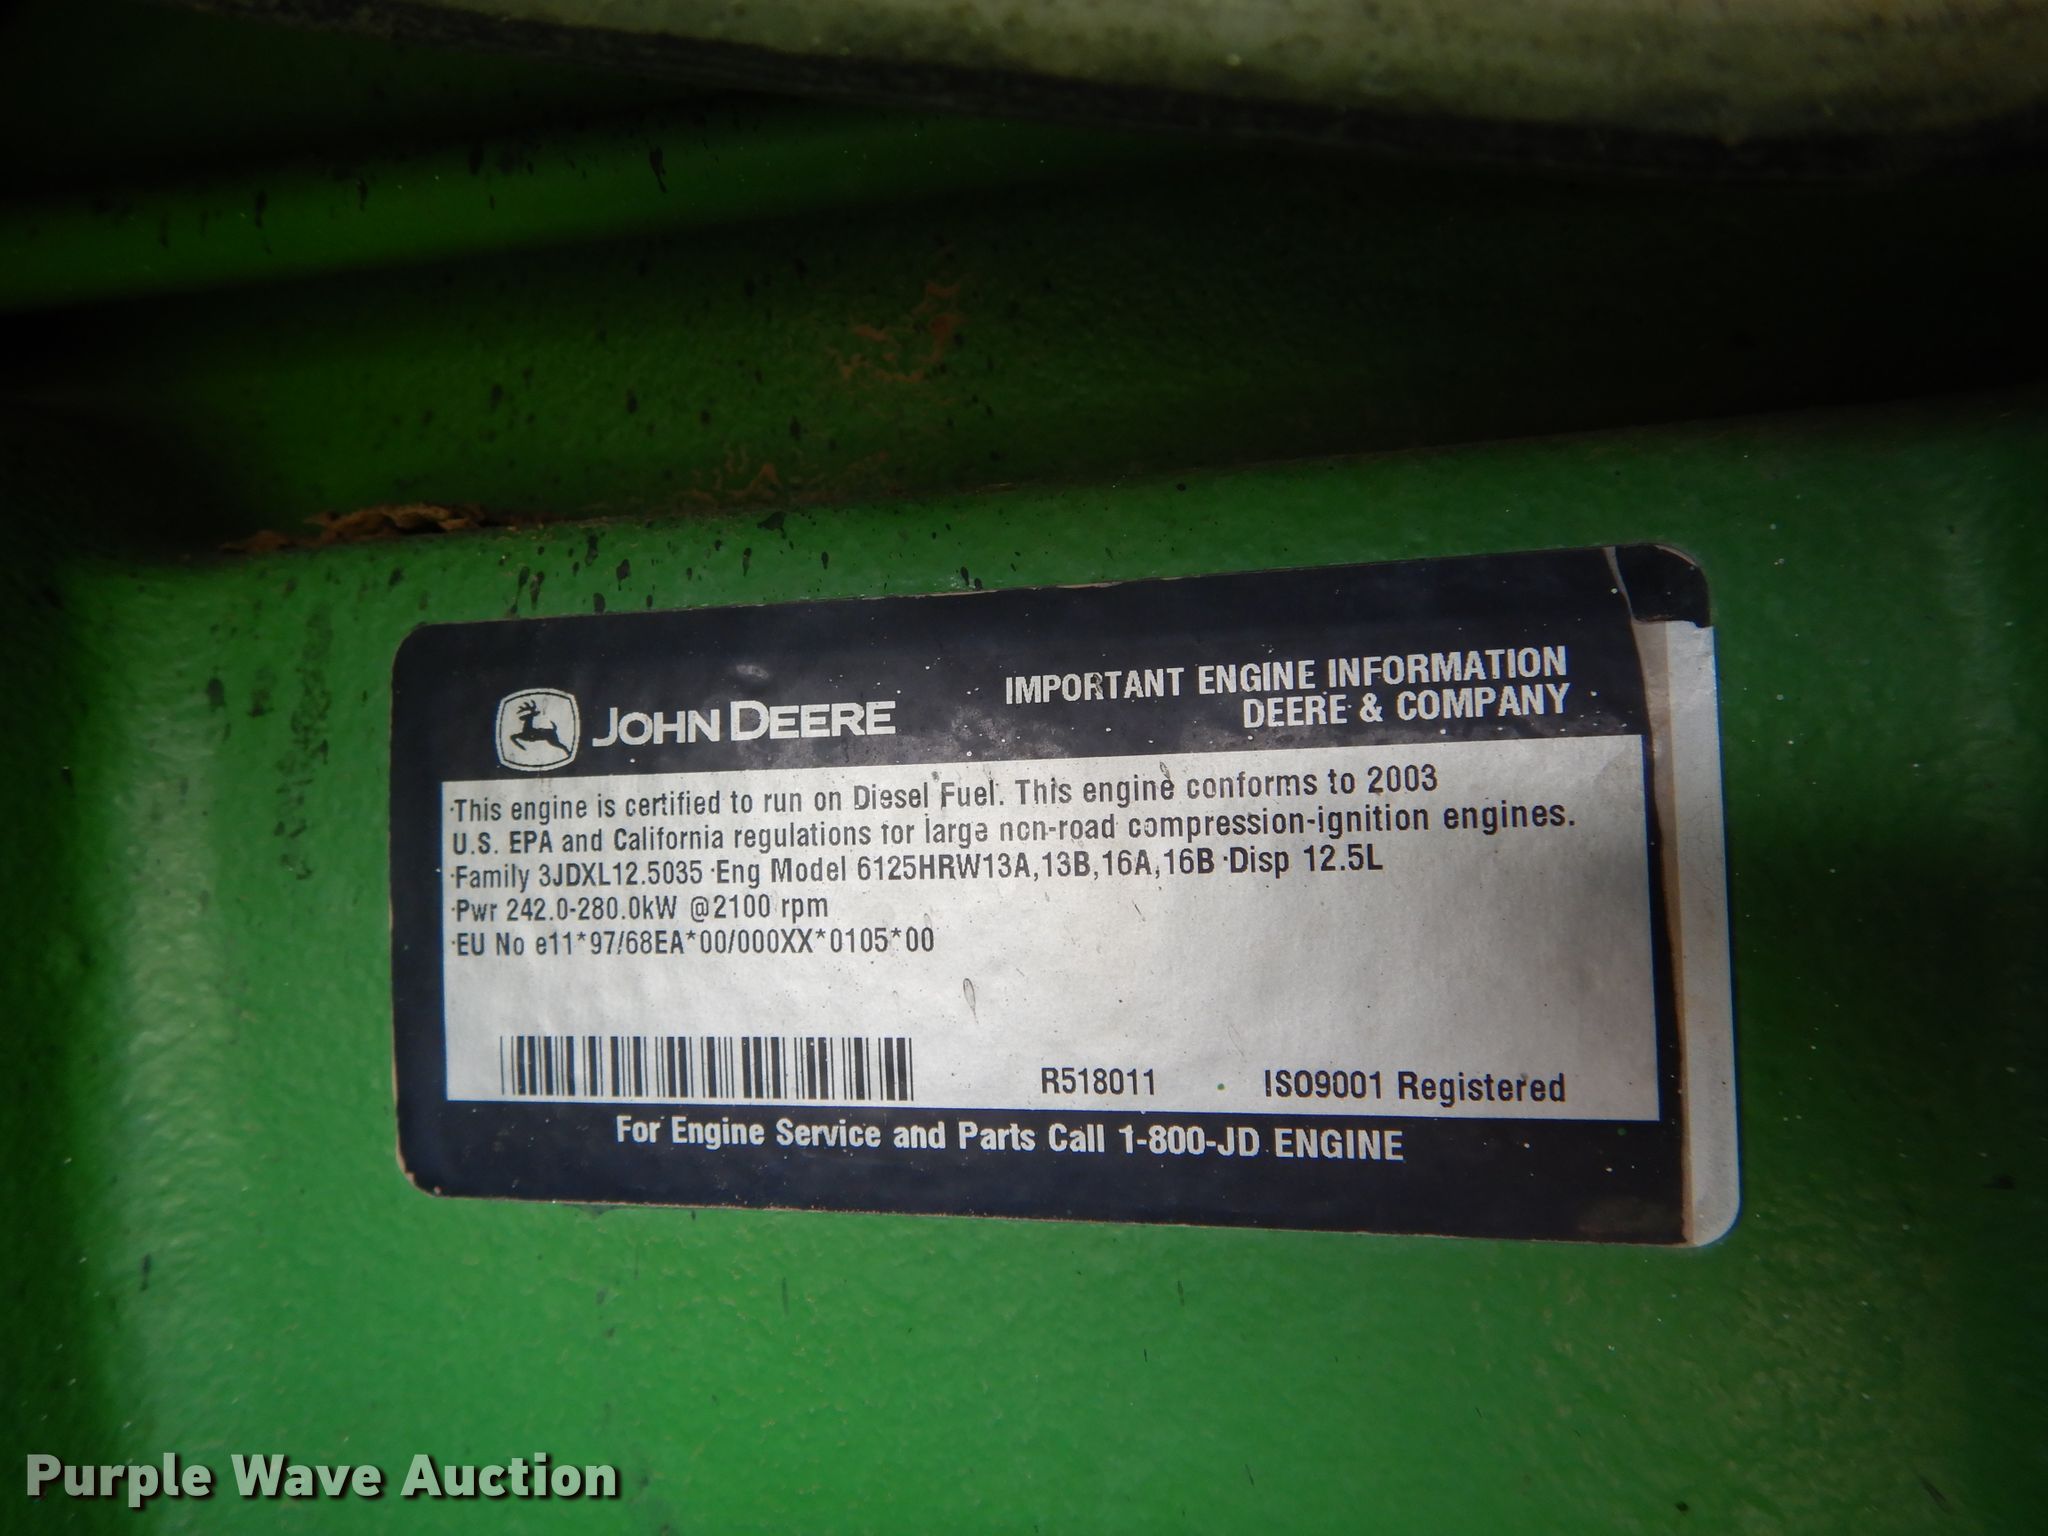 IMPORTANT ENGINE INFORMATION
JOHN DEERE
DEERE & COMPANY
·This engine is certified to run on Diesel Fuel. This engine conforms to 2003
U.S. EPA and California regulations for large non-road compression-ignition engines.
·Family 3JDXL12.5035 ·Eng Model 6125HRW13A,13B,16A,16B ·Disp 12.5L
·Pwr 242.0-280.0kW @2100 rpm
·EU No e11*97/68EA*00/000XX*0105*00
R518011
ISO9001 Registered
For Engine Service and Parts Call 1-800-JD ENGINE
Purple Wave Auction